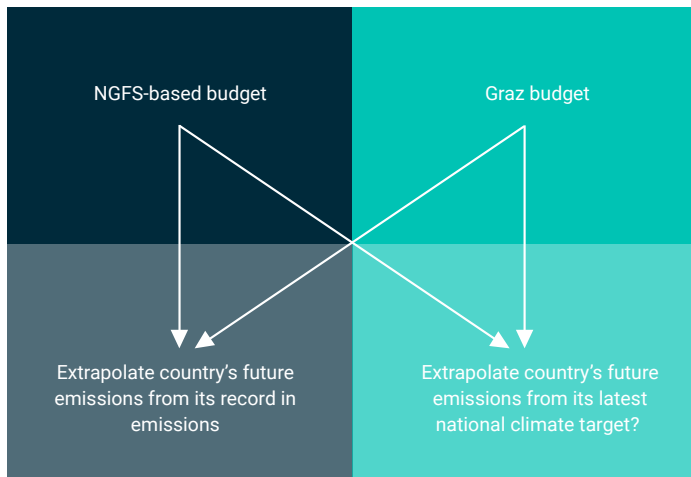 NGFS-based budget
Graz budget
Extrapolate country’s future
emissions from its record in
emissions
Extrapolate country’s future
emissions from its latest
national climate target?